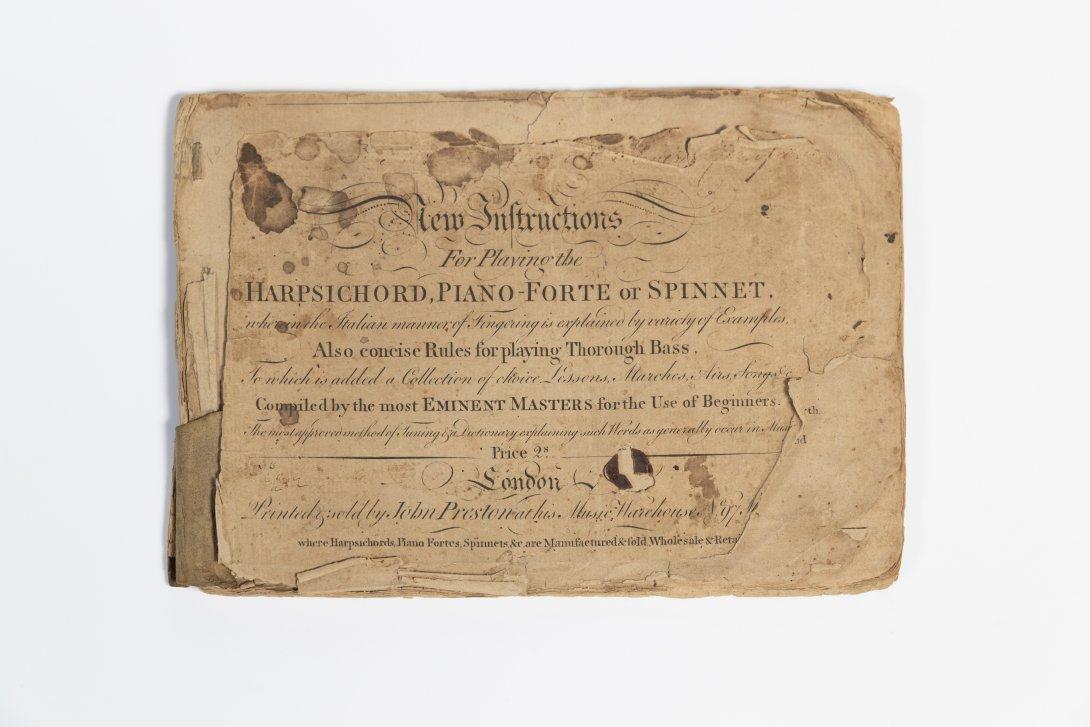 New Instructions
For Playing the
HARPSICHORD, PIANO-FORTE or SPINNET,
wherein the Italian manner of Fingering is explained by variety of Examples,
Also concise Rules for playing Thorough Bass,
To which is added a Collection of choice Lessons, Marches, Airs, Songs &c
Compiled by the most EMINENT MASTERS for the Use of Beginners.
The most approved method of Tuning & a Dictionary explaining such Words as generally occur in Musi
Price 2s
London
Printed & sold by John Preston at his Music Warehouse No. 97
where Harpsichords, Piano Fortes, Spinnets &c. are Manufactured & sold Wholesale & Retai